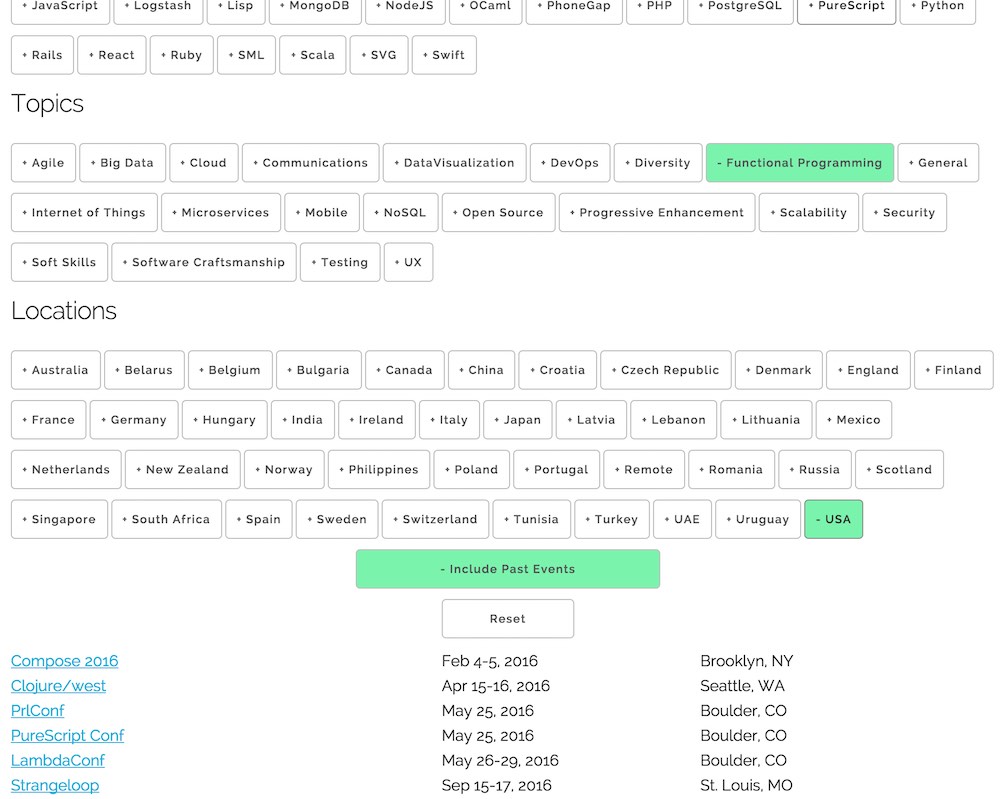 + JavaScript + Logstash + Lisp + MongoDB + NodeJS + OCaml + PhoneGap + PHP + PostgreSQL + PureScript + Python
+ Rails + React + Ruby + SML + Scala + SVG + Swift
Topics
+ Agile + Big Data + Cloud + Communications + DataVisualization + DevOps + Diversity - Functional Programming + General
+ Internet of Things + Microservices + Mobile + NoSQL + Open Source + Progressive Enhancement + Scalability + Security
+ Soft Skills + Software Craftsmanship + Testing + UX
Locations
+ Australia + Belarus + Belgium + Bulgaria + Canada + China + Croatia + Czech Republic + Denmark + England + Finland
+ France + Germany + Hungary + India + Ireland + Italy + Japan + Latvia + Lebanon + Lithuania + Mexico
+ Netherlands + New Zealand + Norway + Philippines + Poland + Portugal + Remote + Romania + Russia + Scotland
+ Singapore + South Africa + Spain + Sweden + Switzerland + Tunisia + Turkey + UAE + Uruguay - USA
- Include Past Events
Reset
Compose 2016 Feb 4-5, 2016 Brooklyn, NY
Clojure/west Apr 15-16, 2016 Seattle, WA
PrlConf May 25, 2016 Boulder, CO
PureScript Conf May 25, 2016 Boulder, CO
LambdaConf May 26-29, 2016 Boulder, CO
Strangeloop Sep 15-17, 2016 St. Louis, MO